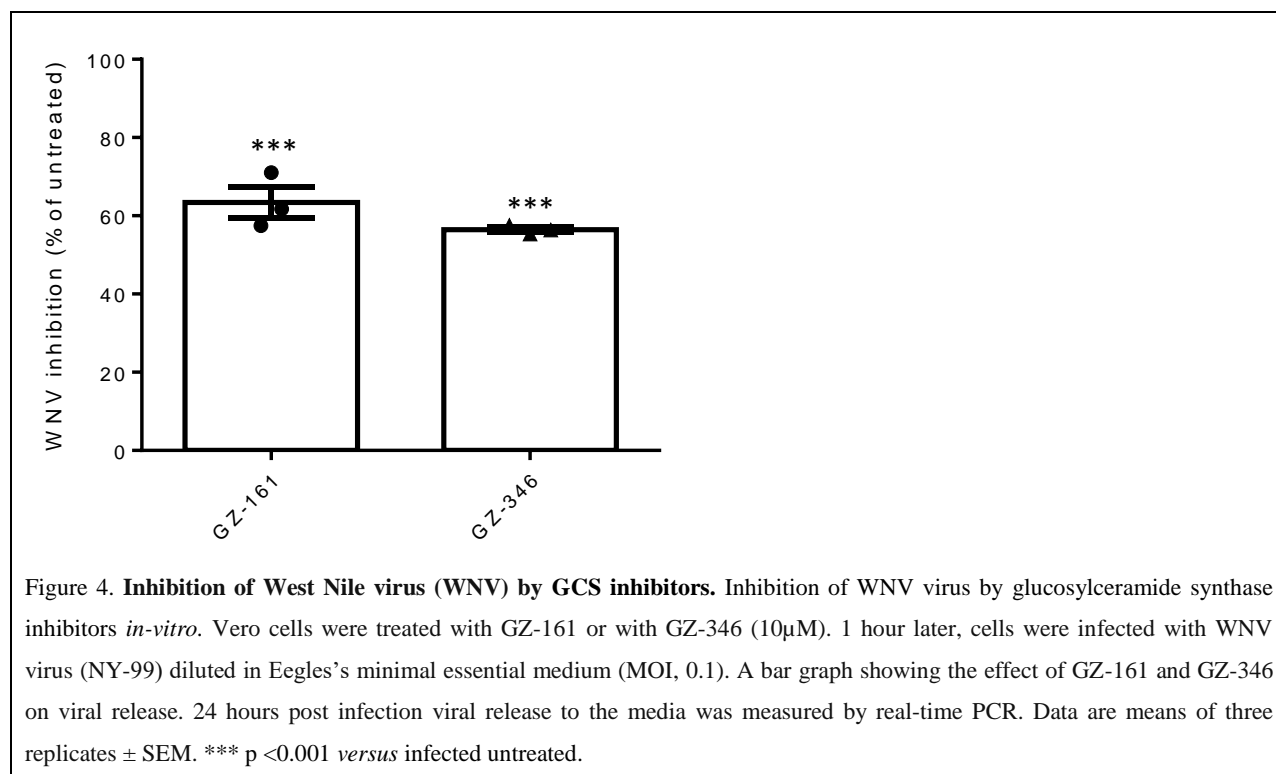 WNV inhibition (% of untreated)
100
80
60
40
20
0
***
***
GZ-161
GZ-346
Figure 4. Inhibition of West Nile virus (WNV) by GCS inhibitors. Inhibition of WNV virus by glucosylceramide synthase
inhibitors in-vitro. Vero cells were treated with GZ-161 or with GZ-346 (10µM). 1 hour later, cells were infected with WNV
virus (NY-99) diluted in Eegles’s minimal essential medium (MOI, 0.1). A bar graph showing the effect of GZ-161 and GZ-346
on viral release. 24 hours post infection viral release to the media was measured by real-time PCR. Data are means of three
replicates ± SEM. *** p <0.001 versus infected untreated.